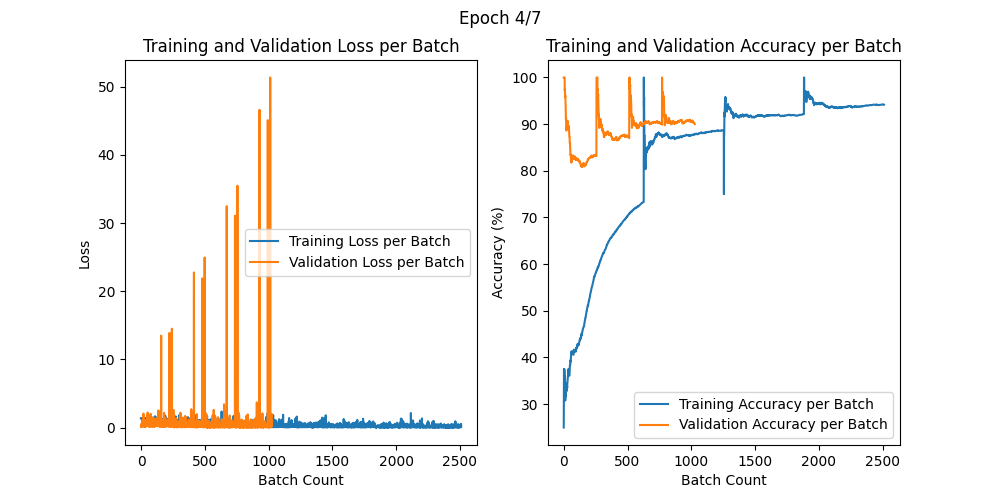 Epoch 4/7
Training and Validation Loss per Batch
Loss
50
40
30
20
10
0
Training Loss per Batch
Validation Loss per Batch
0 500 1000 1500 2000 2500
Batch Count
Training and Validation Accuracy per Batch
Accuracy (%)
100
90
80
70
60
50
40
30
Training Accuracy per Batch
Validation Accuracy per Batch
0 500 1000 1500 2000 2500
Batch Count